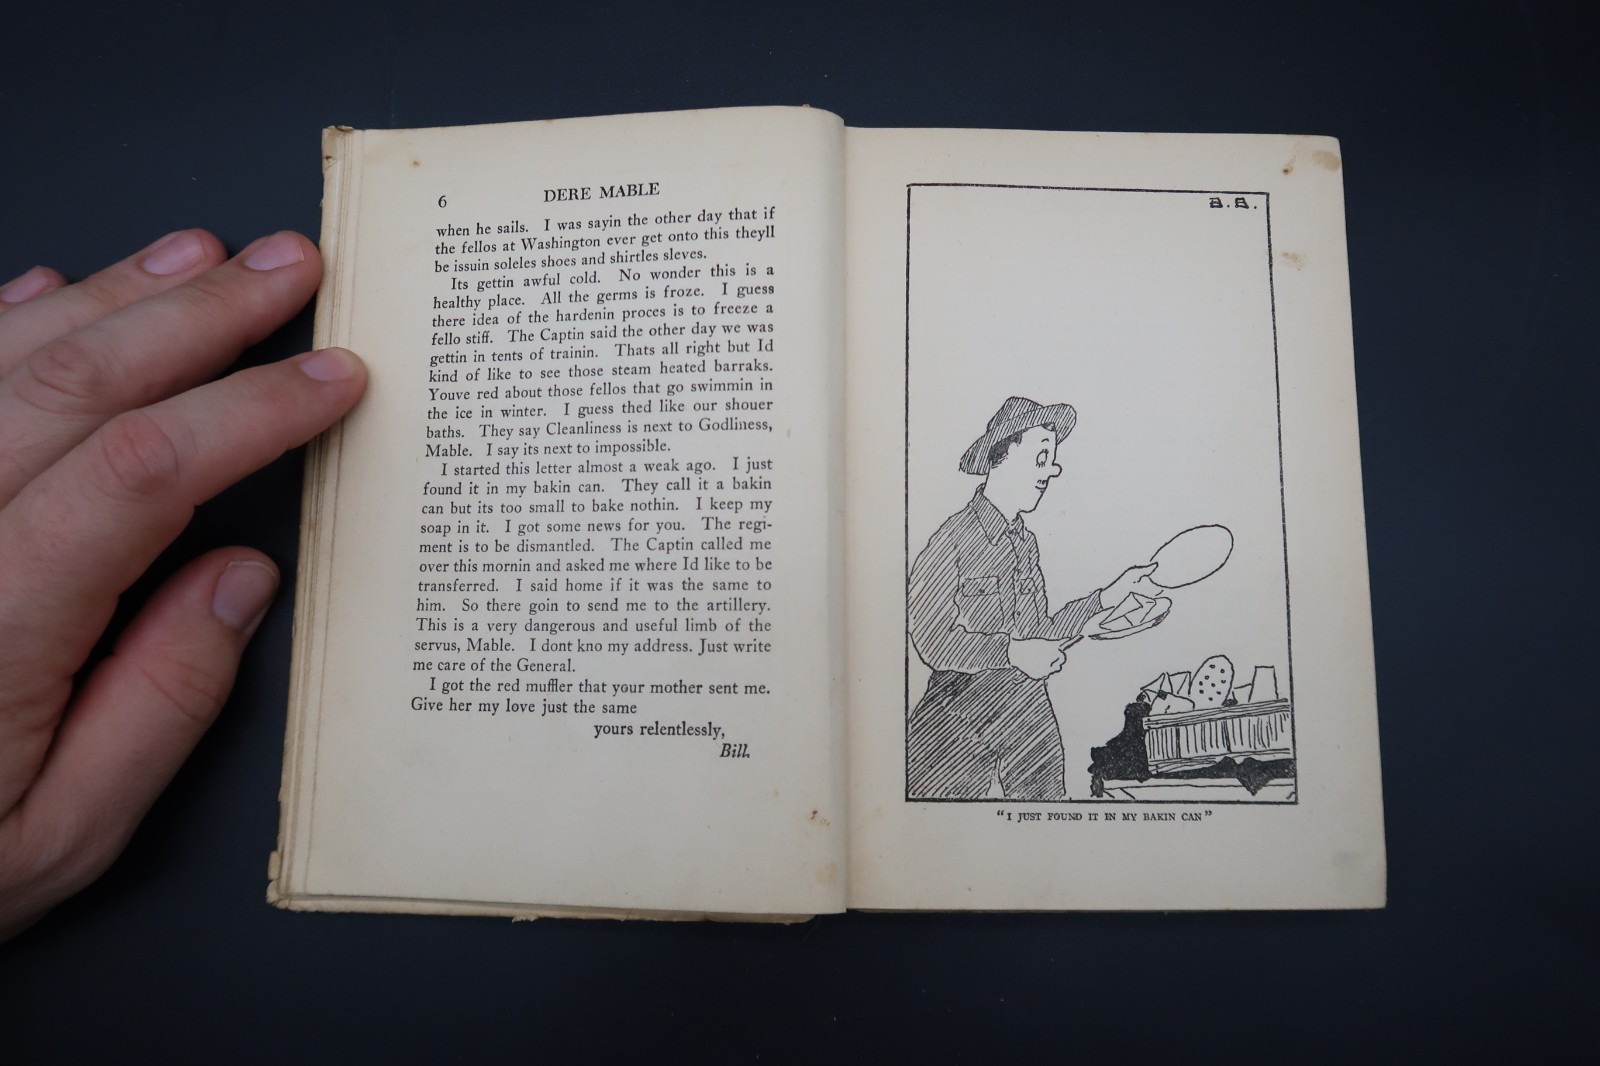 6 DERE MABLE
when he sails. I was sayin the other day that if
the fellos at Washington ever get onto this theyll
be issuin soleles shoes and shirtles sleves.
Its gettin awful cold. No wonder this is a
healthy place. All the germs is froze. I guess
there idea of the hardenin proces is to freeze a
fello stiff. The Captin said the other day we was
gettin in tents of trainin. Thats all right but Id
kind of like to see those steam heated barraks.
Youve red about those fellos that go swimmin in
the ice in winter. I guess thed like our shouer
baths. They say Cleanliness is next to Godliness,
Mable. I say its next to impossible.
I started this letter almost a weak ago. I just
found it in my bakin can. They call it a bakin
can but its too small to bake nothin. I keep my
soap in it. I got some news for you. The regi-
ment is to be dismantled. The Captin called me
over this mornin and asked me where Id like to be
transferred. I said home if it was the same to
him. So there goin to send me to the artillery.
This is a very dangerous and useful limb of the
servus, Mable. I dont kno my address. Just write
me care of the General.
I got the red muffler that your mother sent me.
Give her my love just the same
yours relentlessly,
Bill.
B.B.
"I JUST FOUND IT IN MY BAKIN CAN"